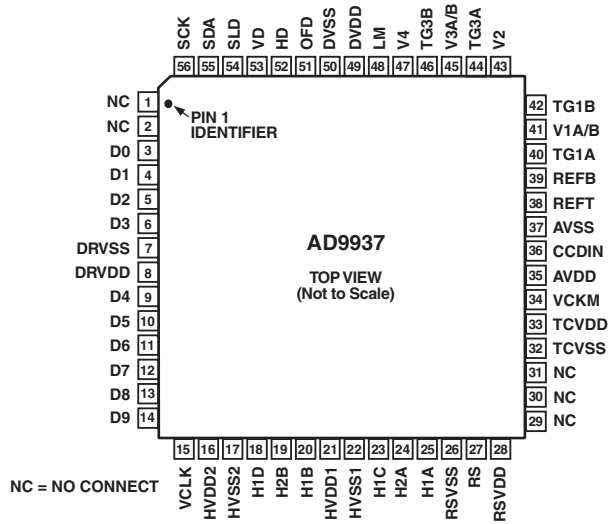 SCK SDA SLD VD HD OFD DVSS DVDD LM V4 TG3B V3A/B TG3A V2
56 55 54 53 52 51 50 49 48 47 46 45 44 43
NC 1
NC 2
D0 3
D1 4
D2 5
D3 6
DRVSS 7
DRVDD 8
D4 9
D5 10
D6 11
D7 12
D8 13
D9 14
PIN 1
IDENTIFIER
AD9937
TOP VIEW
(Not to Scale)
42 TG1B
41 V1A/B
40 TG1A
39 REFB
38 REFT
37 AVSS
36 CCDIN
35 AVDD
34 VCKM
33 TCVDD
32 TCVSS
31 NC
30 NC
29 NC
15 16 17 18 19 20 21 22 23 24 25 26 27 28
VCLK HVDD2 HVSS2 H1D H2B H1B HVDD1 HVSS1 H1C H2A H1A RSVSS RS RSVDD
NC = NO CONNECT